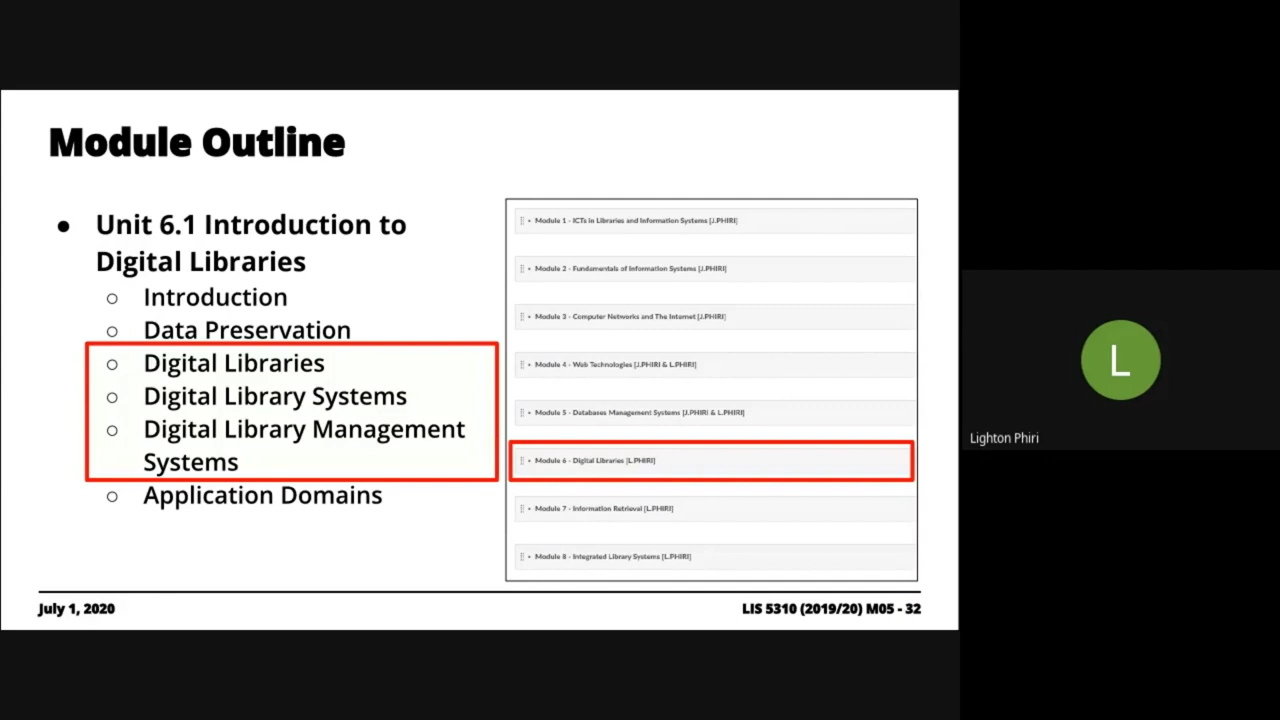 Module Outline
● Unit 6.1 Introduction to
Digital Libraries
○ Introduction
○ Data Preservation
○ Digital Libraries
○ Digital Library Systems
○ Digital Library Management
Systems
○ Application Domains
Module 1 - ICTs in Libraries and Information Systems [J.PHIRI]
Module 2 - Fundamentals of Information Systems [J.PHIRI]
Module 3 - Computer Networks and The Internet [J.PHIRI]
Module 4 - Web Technologies [J.PHIRI & L.PHIRI]
Module 5 - Databases Management Systems [J.PHIRI & L.PHIRI]
Module 6 - Digital Libraries [L.PHIRI]
Module 7 - Information Retrieval [L.PHIRI]
Module 8 - Integrated Library Systems [L.PHIRI]
July 1, 2020
LIS 5310 (2019/20) M05 - 32
L
Lighton Phiri